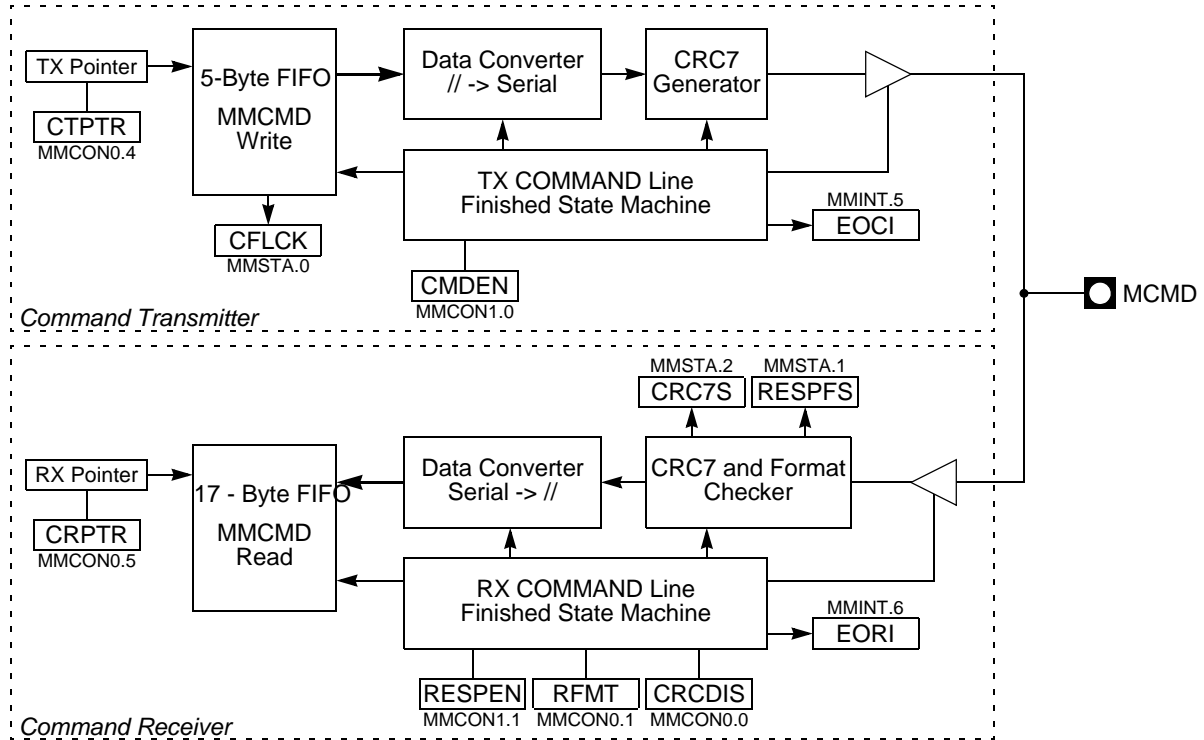 TX Pointer
CTPTR
MMCON0.4
5-Byte FIFO
MMCMD
Write
CFLCK
MMSTA.0
Data Converter
// -> Serial
CRC7
Generator
TX COMMAND Line
Finished State Machine
MMINT.5
EOCI
CMDEN
MMCON1.0
Command Transmitter
MCMD
MMSTA.2
CRC7S
MMSTA.1
RESPFS
RX Pointer
CRPTR
MMCON0.5
17 - Byte FIFO
MMCMD
Read
Data Converter
Serial -> //
CRC7 and Format
Checker
RX COMMAND Line
Finished State Machine
MMINT.6
EORI
RESPEN
MMCON1.1
RFMT
MMCON0.1
CRCDIS
MMCON0.0
Command Receiver